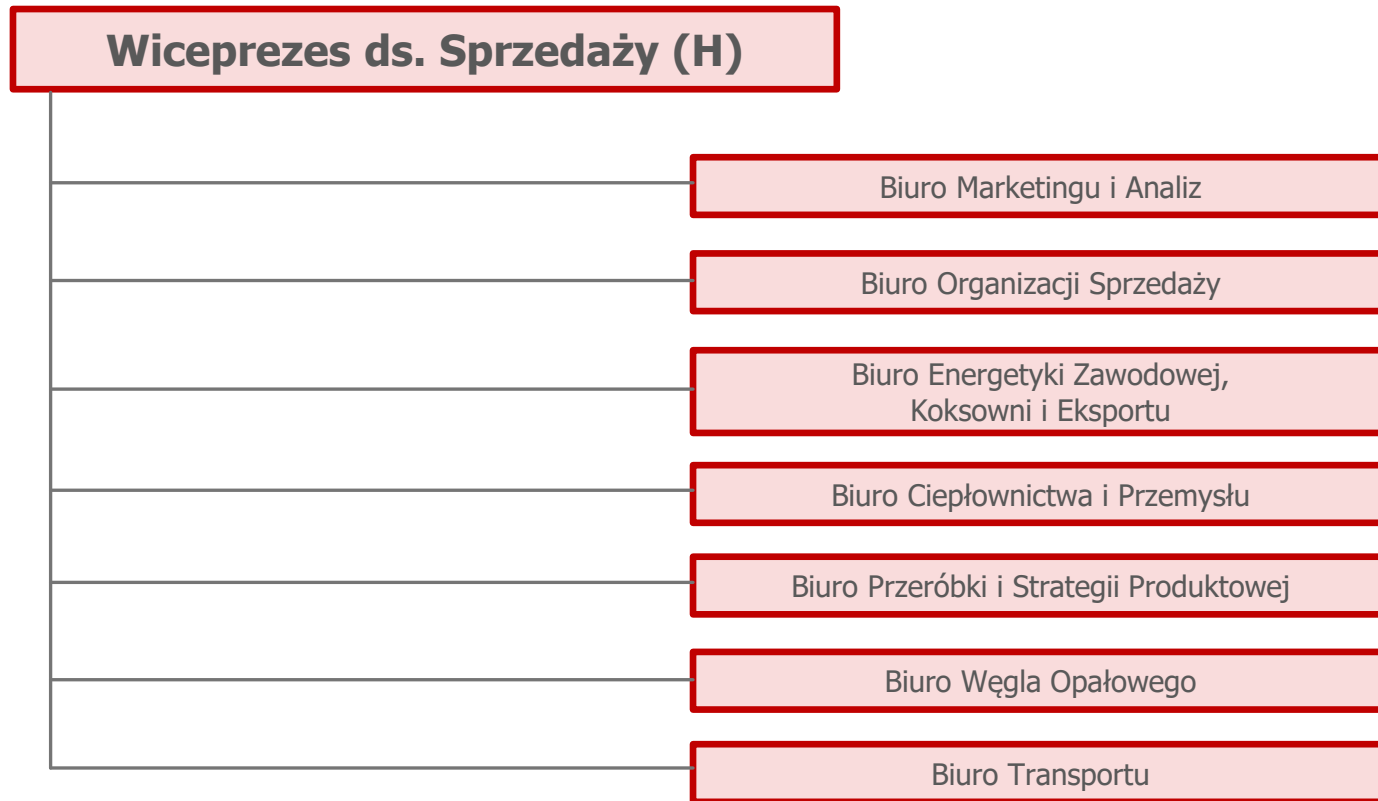 Wiceprezes ds. Sprzedaży (H)
Biuro Marketingu i Analiz
Biuro Organizacji Sprzedaży
Biuro Energetyki Zawodowej,
Koksowni i Eksportu
Biuro Ciepłownictwa i Przemysłu
Biuro Przeróbki i Strategii Produktowej
Biuro Węgla Opałowego
Biuro Transportu